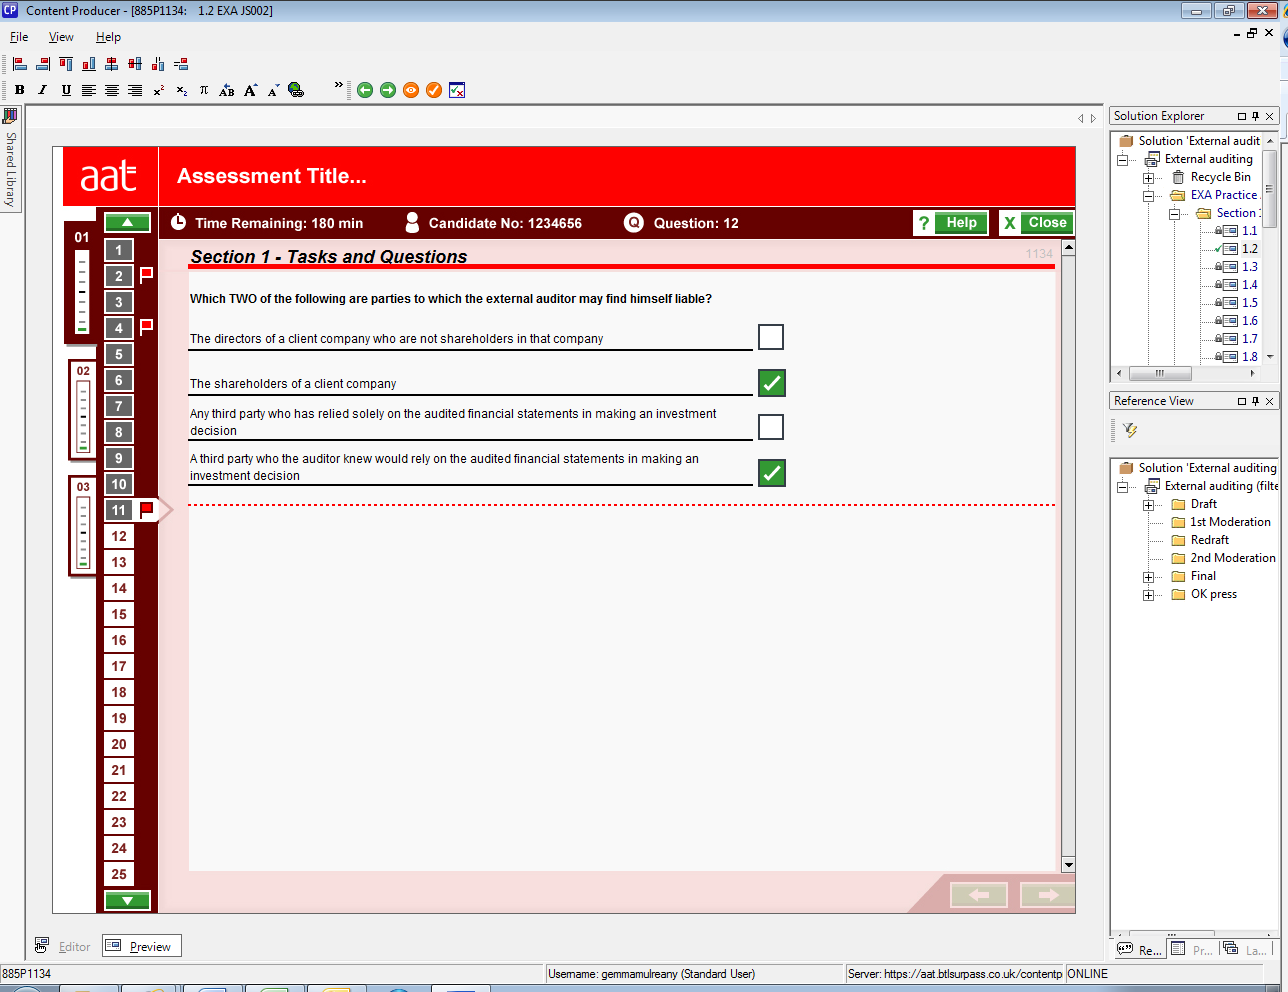 CP Content Producer - [885P1134: 1.2 EXA JS002]
File View Help
B I U x² x₂ π AB A A »
Shared Library
aat
Assessment Title...
Time Remaining: 180 min Candidate No: 1234656 Q Question: 12 ? Help X Close
Section 1 - Tasks and Questions 1134
Which TWO of the following are parties to which the external auditor may find himself liable?
The directors of a client company who are not shareholders in that company
The shareholders of a client company
Any third party who has relied solely on the audited financial statements in making an investment
decision
A third party who the auditor knew would rely on the audited financial statements in making an
investment decision
01
02
03
1
2
3
4
5
6
7
8
9
10
11
12
13
14
15
16
17
18
19
20
21
22
23
24
25
Editor Preview
Solution Explorer
Solution 'External audit
External auditing
Recycle Bin
EXA Practice
Section
1.1
1.2
1.3
1.4
1.5
1.6
1.7
1.8
Reference View
Solution 'External auditing
External auditing (filte
Draft
1st Moderation
Redraft
2nd Moderation
Final
OK press
Re... Pr... La...
885P1134 Username: gemmamulreany (Standard User) Server: https://aat.btlsurpass.co.uk/contentp ONLINE